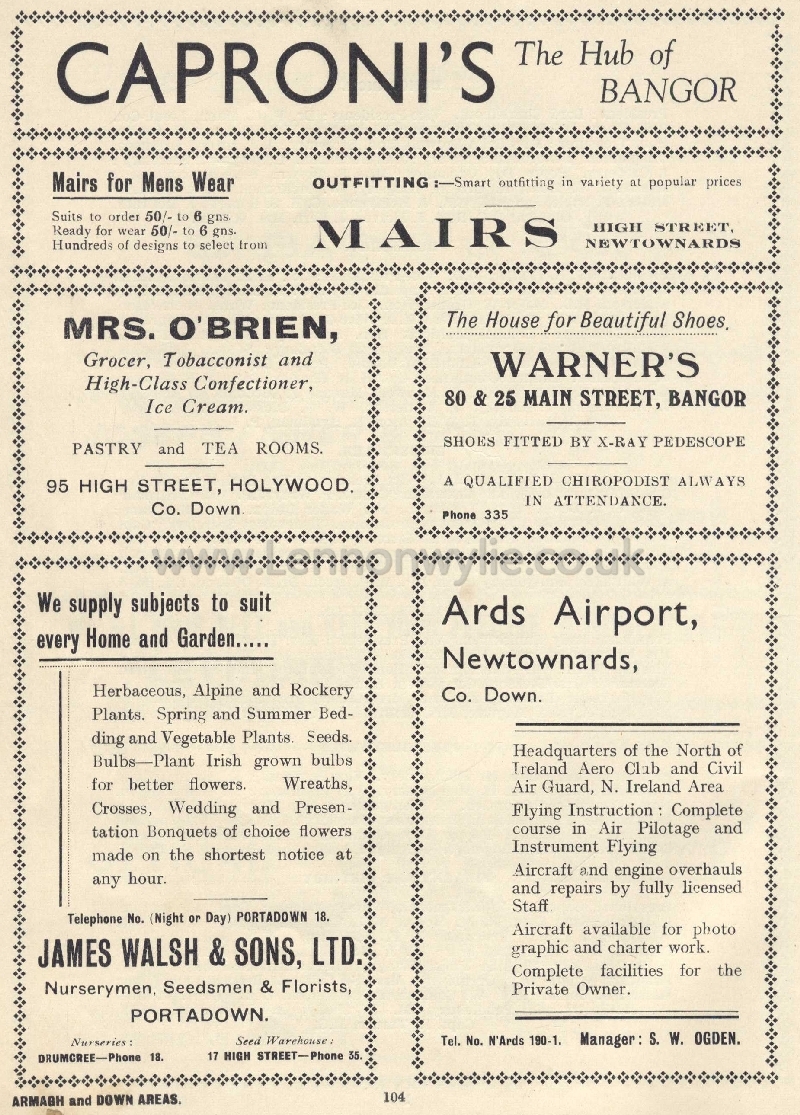 CAPRONI'S The Hub of
BANGOR
Mairs for Mens Wear
Suits to order 50/- to 6 gns.
Ready for wear 50/- to 6 gns.
Hundreds of designs to select from
OUTFITTING :—Smart outfitting in variety at popular prices
MAIRS HIGH STREET,
NEWTOWNARDS
MRS. O'BRIEN,
Grocer, Tobacconist and
High-Class Confectioner,
Ice Cream.
PASTRY and TEA ROOMS.
95 HIGH STREET, HOLYWOOD.
Co. Down.
The House for Beautiful Shoes.
WARNER'S
80 & 25 MAIN STREET, BANGOR
SHOES FITTED BY X-RAY PEDESCOPE
A QUALIFIED CHIROPODIST ALWAYS
IN ATTENDANCE.
Phone 335
www.Lennonwylie.co.uk
We supply subjects to suit
every Home and Garden.....
Herbaceous, Alpine and Rockery
Plants. Spring and Summer Bed-
ding and Vegetable Plants. Seeds.
Bulbs—Plant Irish grown bulbs
for better flowers. Wreaths,
Crosses, Wedding and Presen-
tation Bonquets of choice flowers
made on the shortest notice at
any hour.
Telephone No. (Night or Day) PORTADOWN 18.
JAMES WALSH & SONS, LTD.
Nurserymen, Seedsmen & Florists,
PORTADOWN.
Nurseries :
DRUMCREE—Phone 18.
Seed Warehouse :
17 HIGH STREET—Phone 35.
Ards Airport,
Newtownards,
Co. Down.
Headquarters of the North of
Ireland Aero Club and Civil
Air Guard, N. Ireland Area
Flying Instruction : Complete
course in Air Pilotage and
Instrument Flying
Aircraft and engine overhauls
and repairs by fully licensed
Staff.
Aircraft available for photo
graphic and charter work.
Complete facilities for the
Private Owner.
Tel. No. N'Ards 190-1. Manager: S. W. OGDEN.
ARMAGH and DOWN AREAS.
104